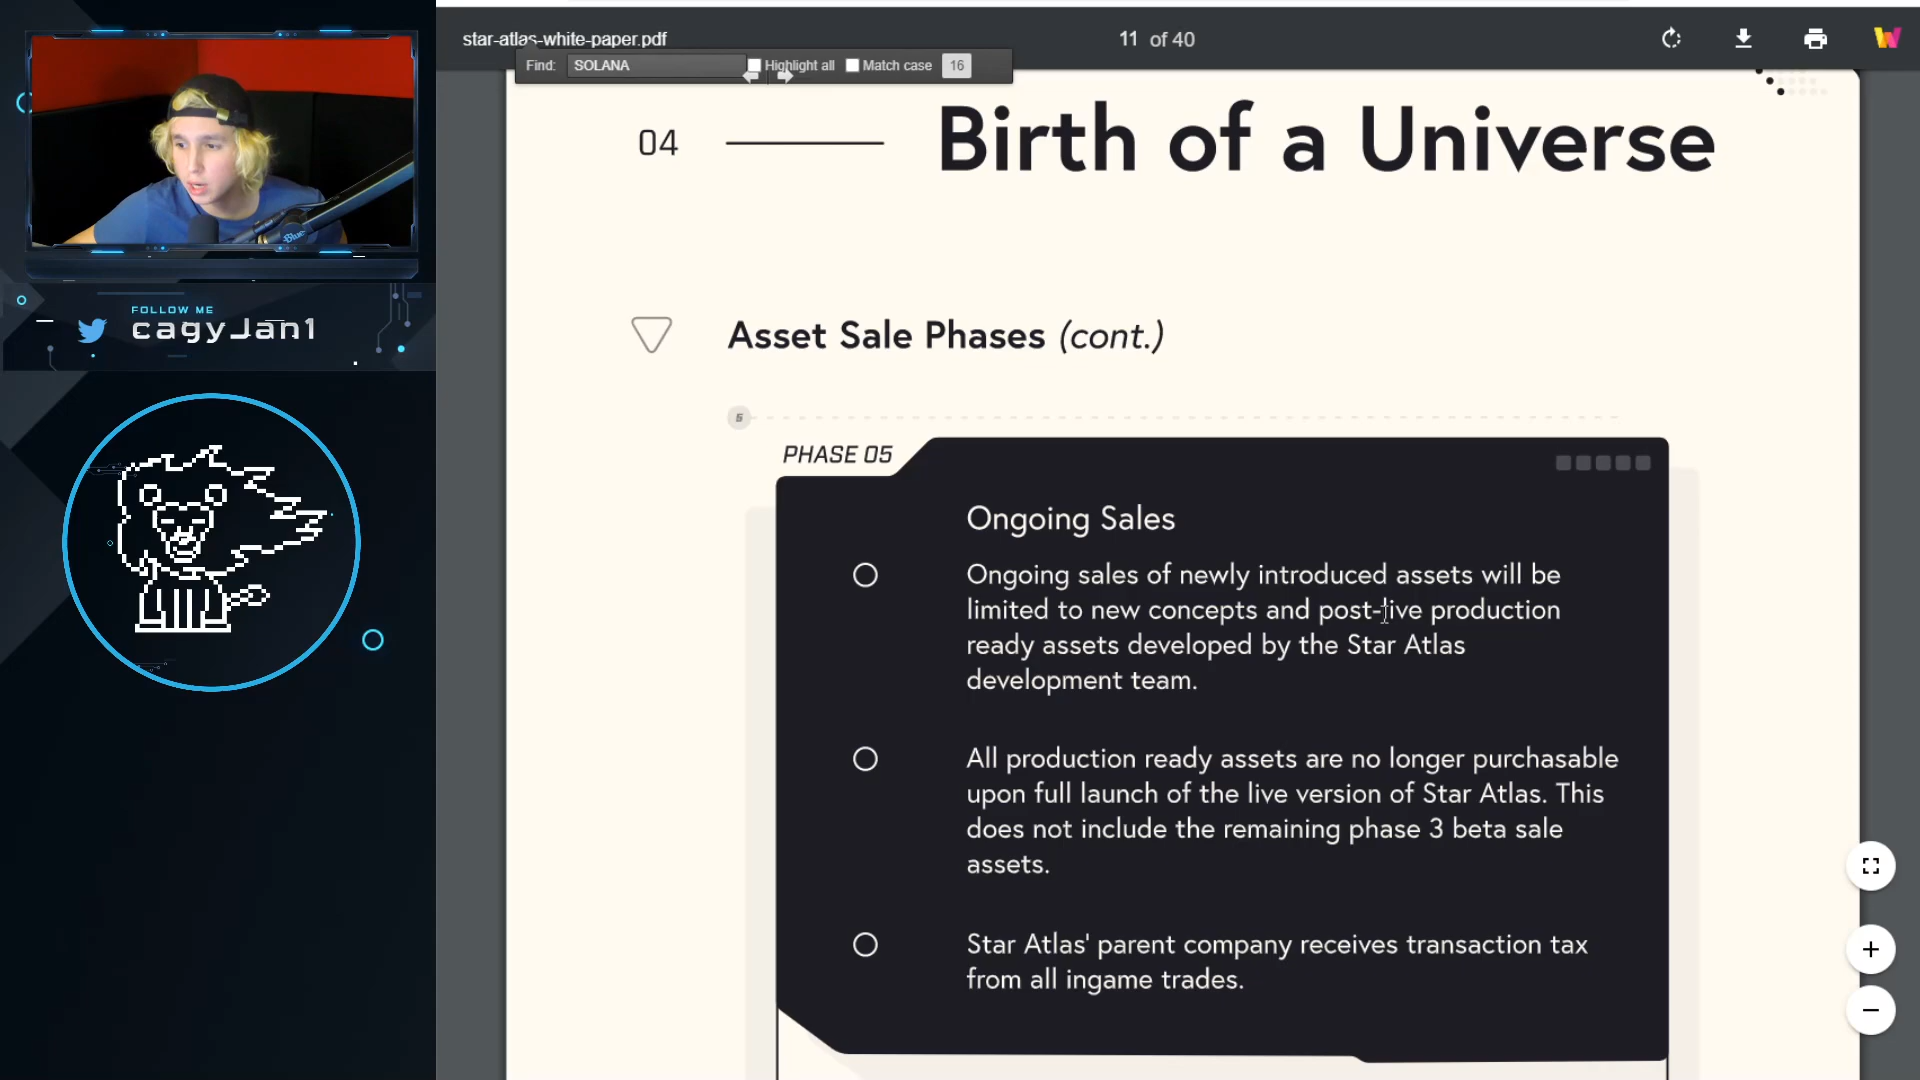 star-atlas-white-paper.pdf
11 of 40
Find: SOLANA Highlight all Match case 16
04 Birth of a Universe
FOLLOW ME
cagyJan1
Asset Sale Phases (cont.)
5
PHASE 05
Ongoing Sales
Ongoing sales of newly introduced assets will be
limited to new concepts and post-live production
ready assets developed by the Star Atlas
development team.
All production ready assets are no longer purchasable
upon full launch of the live version of Star Atlas. This
does not include the remaining phase 3 beta sale
assets.
Star Atlas' parent company receives transaction tax
from all ingame trades.
Blue